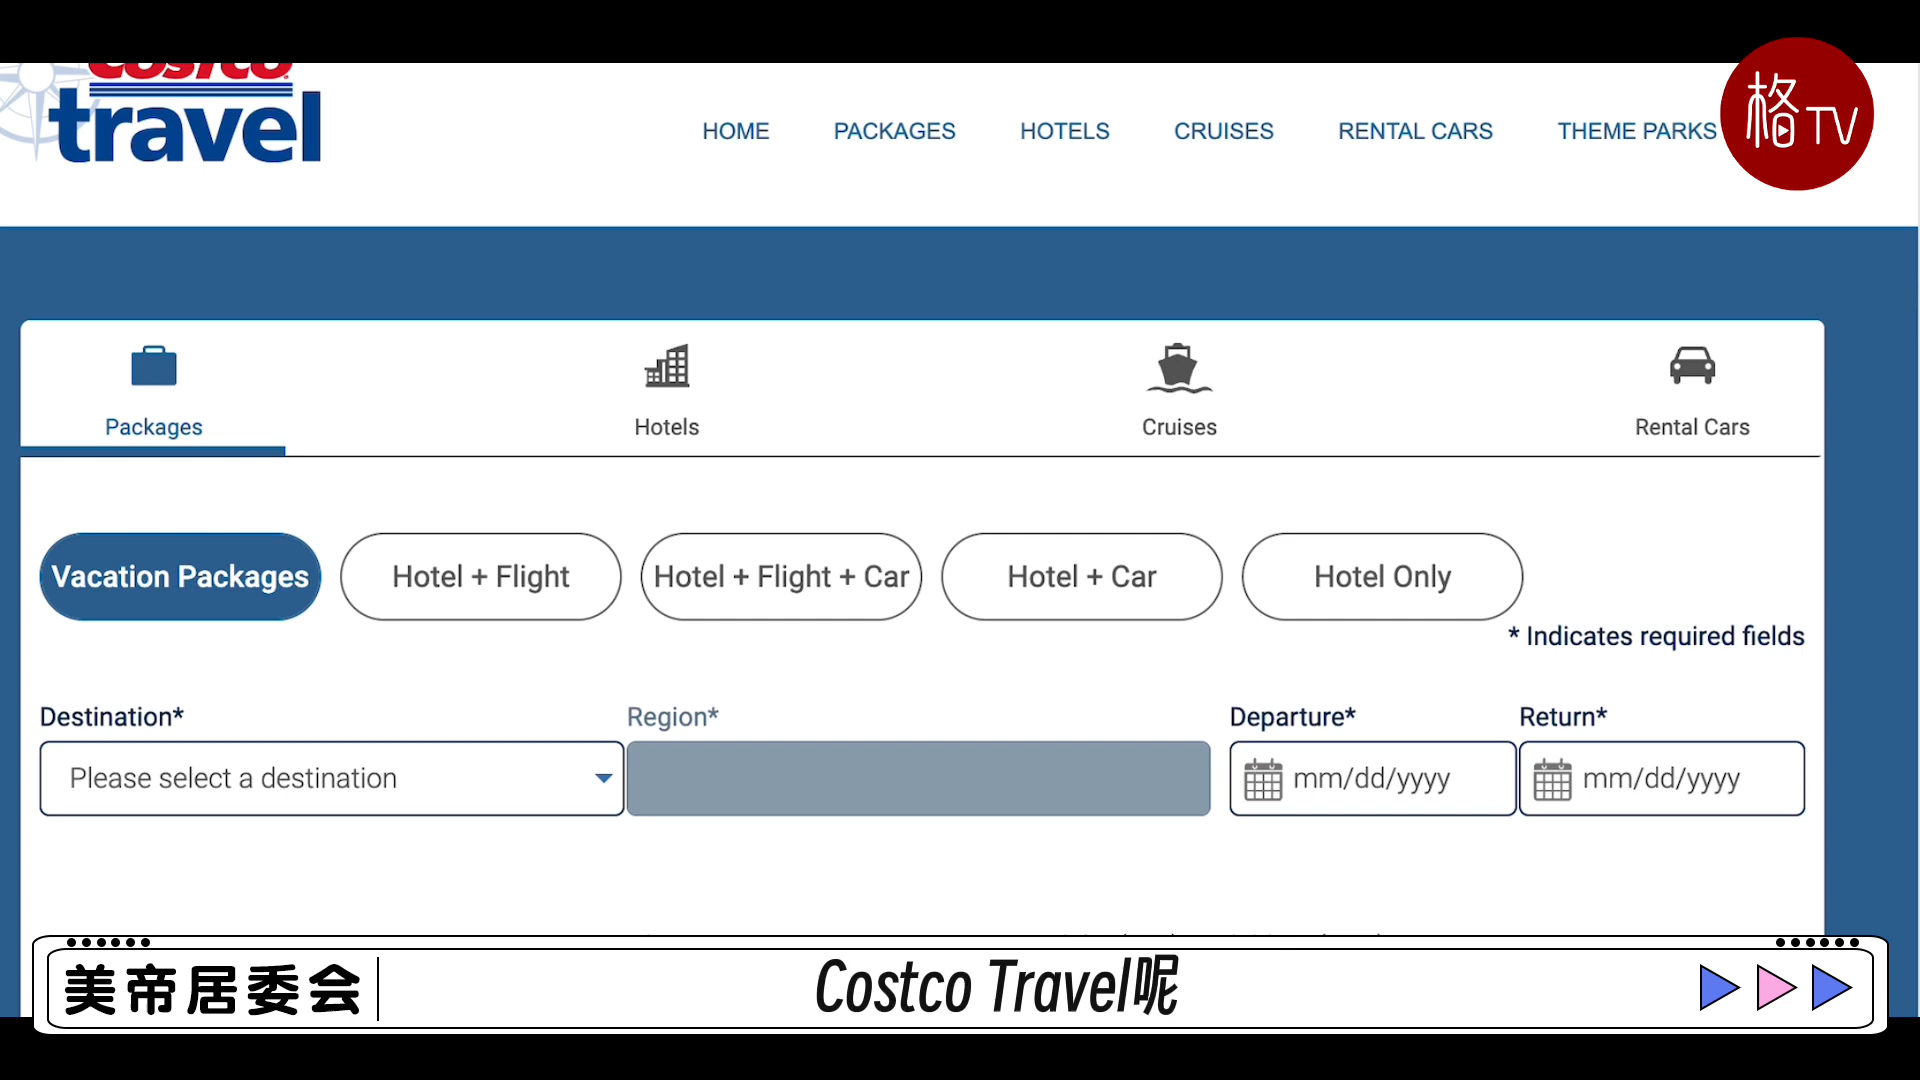 COSTCO
travel
HOME PACKAGES HOTELS CRUISES RENTAL CARS THEME PARKS
格TV
Packages Hotels Cruises Rental Cars
Vacation Packages Hotel + Flight Hotel + Flight + Car Hotel + Car Hotel Only
* Indicates required fields
Destination* Region* Departure* Return*
Please select a destination mm/dd/yyyy mm/dd/yyyy
美帝居委会 Costco Travel呢